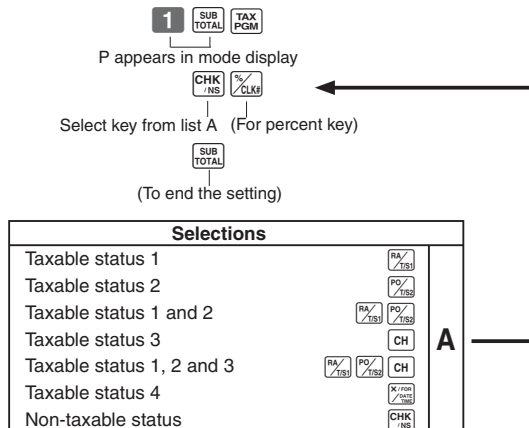 1 SUB TOTAL TAX PGM
P appears in mode display
CHK /NS %/CLK#
Select key from list A (For percent key)
SUB TOTAL
(To end the setting)
Selections
Taxable status 1 RA/T/S1
Taxable status 2 PO/T/S2
Taxable status 1 and 2 RA/T/S1 PO/T/S2
Taxable status 3 CH
Taxable status 1, 2 and 3 RA/T/S1 PO/T/S2 CH
Taxable status 4 X/FOR DATE TIME
Non-taxable status CHK /NS
A